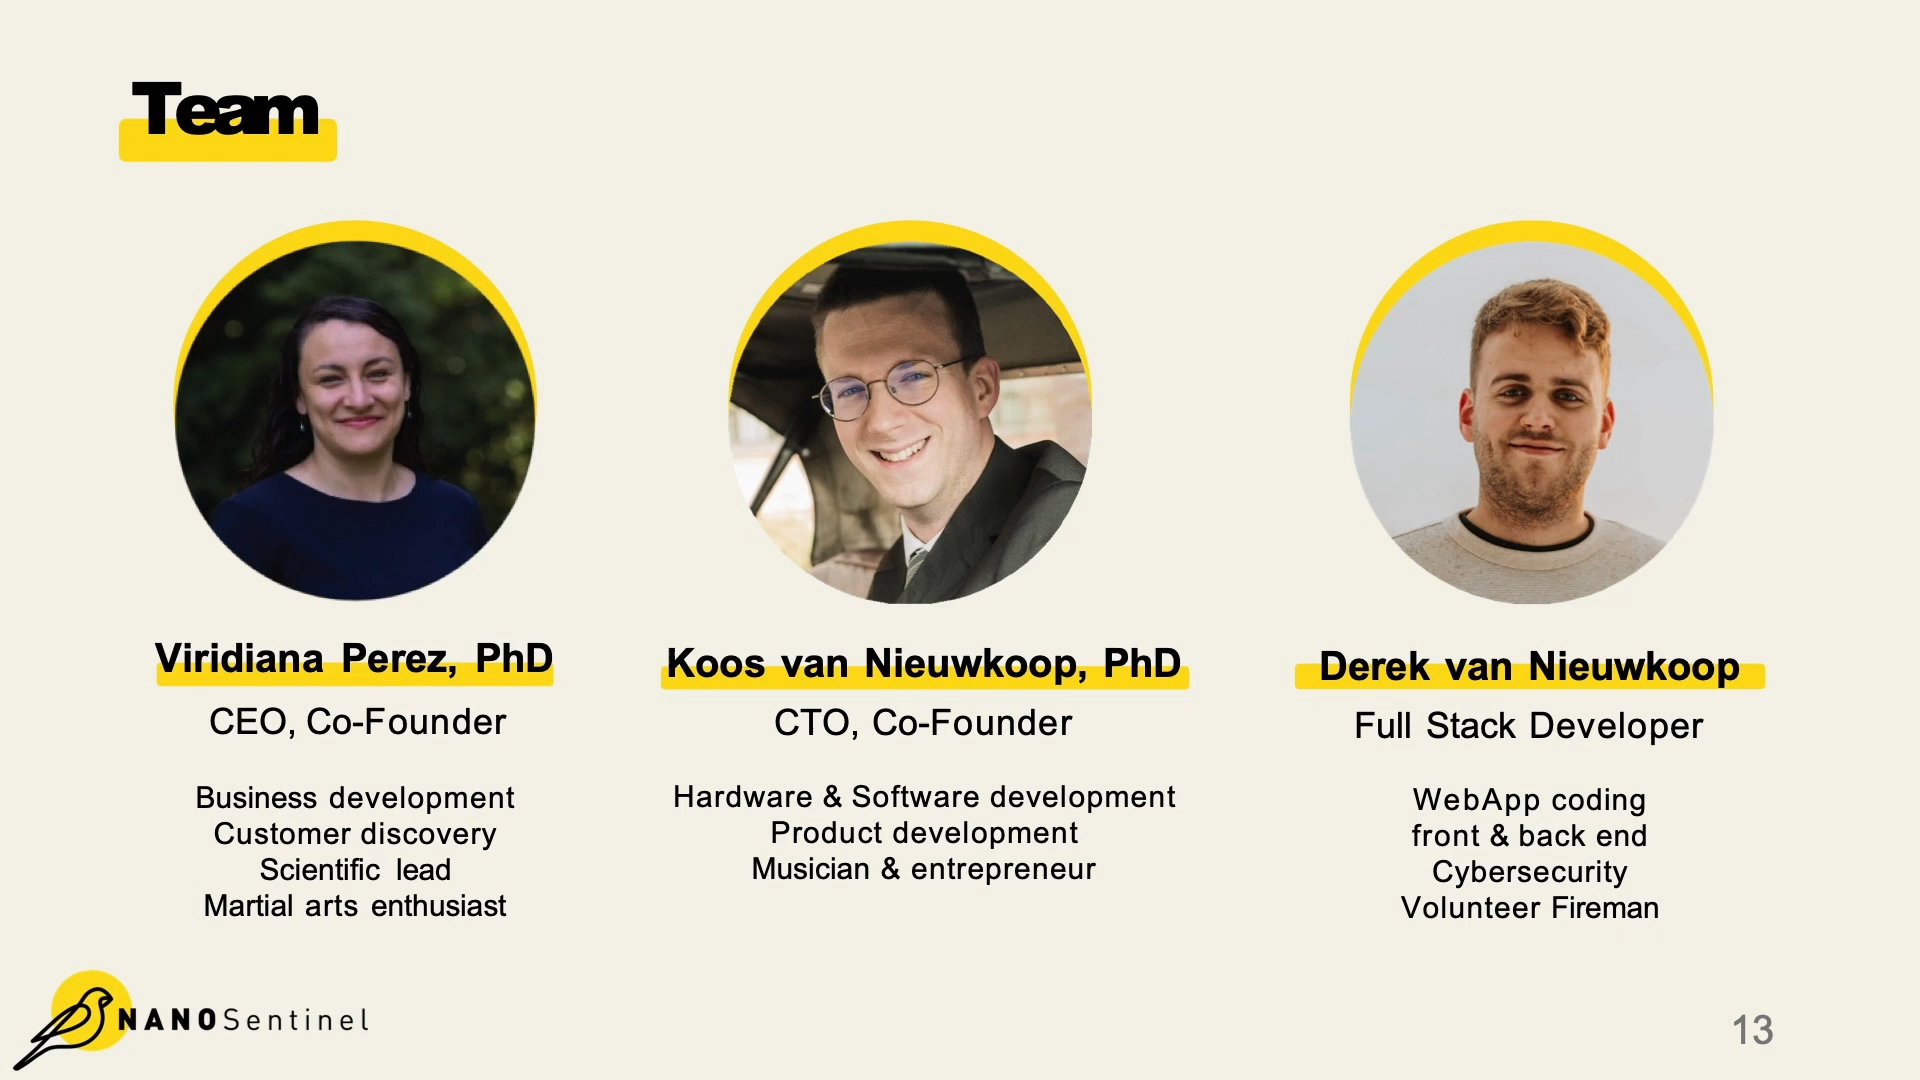 Team
Viridiana Perez, PhD
CEO, Co-Founder
Business development
Customer discovery
Scientific lead
Martial arts enthusiast
Koos van Nieuwkoop, PhD
CTO, Co-Founder
Hardware & Software development
Product development
Musician & entrepreneur
Derek van Nieuwkoop
Full Stack Developer
WebApp coding
front & back end
Cybersecurity
Volunteer Fireman
NANOSentinel
13